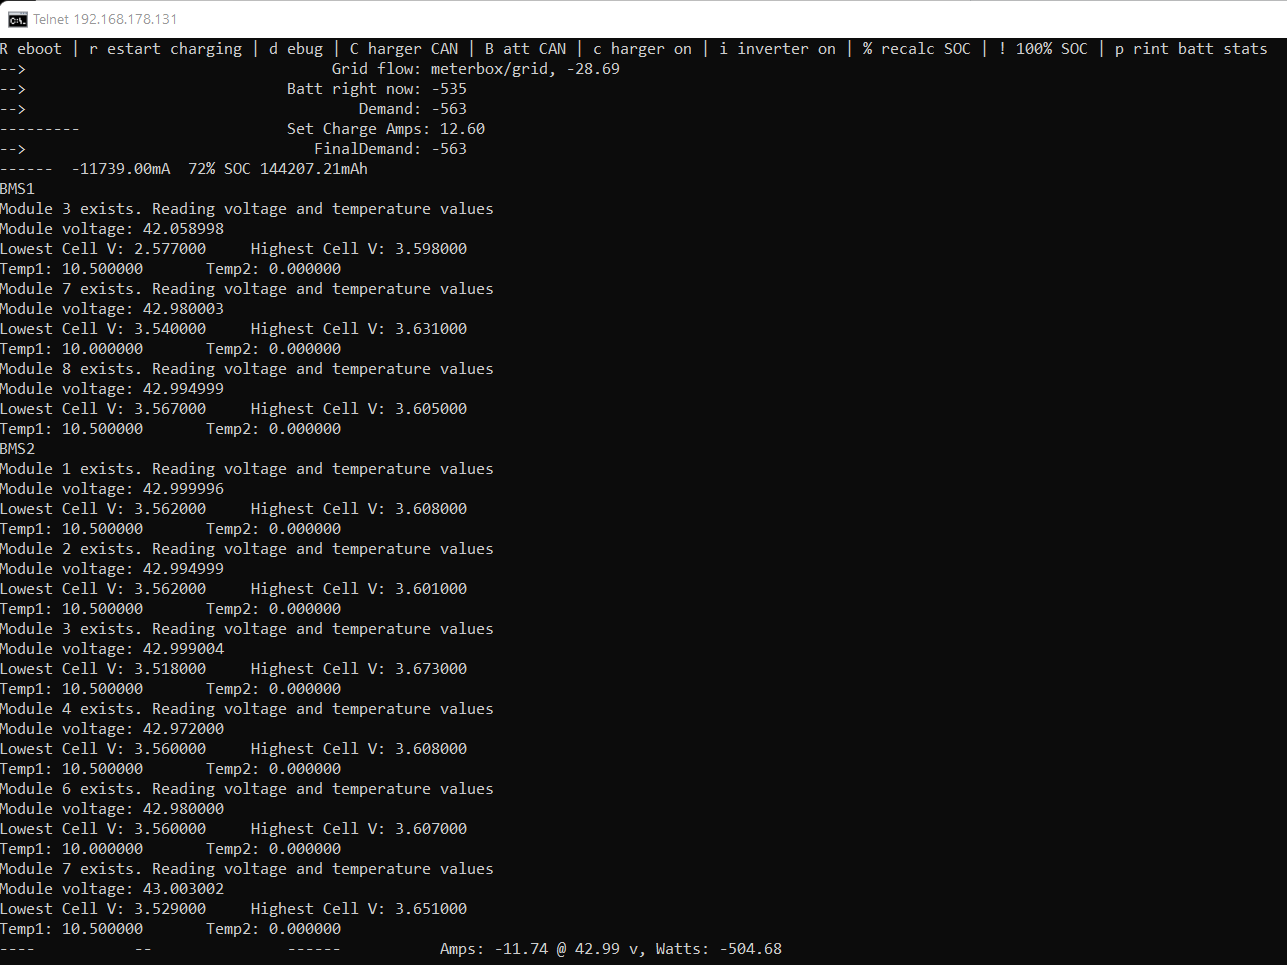 Telnet 192.168.178.131
R eboot | r estart charging | d ebug | C harger CAN | B att CAN | c harger on | i inverter on | % recalc SOC | ! 100% SOC | p rint batt stats
--> Grid flow: meterbox/grid, -28.69
--> Batt right now: -535
--> Demand: -563
--------- Set Charge Amps: 12.60
--> FinalDemand: -563
------ -11739.00mA 72% SOC 144207.21mAh
BMS1
Module 3 exists. Reading voltage and temperature values
Module voltage: 42.058998
Lowest Cell V: 2.577000 Highest Cell V: 3.598000
Temp1: 10.500000 Temp2: 0.000000
Module 7 exists. Reading voltage and temperature values
Module voltage: 42.980003
Lowest Cell V: 3.540000 Highest Cell V: 3.631000
Temp1: 10.000000 Temp2: 0.000000
Module 8 exists. Reading voltage and temperature values
Module voltage: 42.994999
Lowest Cell V: 3.567000 Highest Cell V: 3.605000
Temp1: 10.500000 Temp2: 0.000000
BMS2
Module 1 exists. Reading voltage and temperature values
Module voltage: 42.999996
Lowest Cell V: 3.562000 Highest Cell V: 3.608000
Temp1: 10.500000 Temp2: 0.000000
Module 2 exists. Reading voltage and temperature values
Module voltage: 42.994999
Lowest Cell V: 3.562000 Highest Cell V: 3.601000
Temp1: 10.500000 Temp2: 0.000000
Module 3 exists. Reading voltage and temperature values
Module voltage: 42.999004
Lowest Cell V: 3.518000 Highest Cell V: 3.673000
Temp1: 10.500000 Temp2: 0.000000
Module 4 exists. Reading voltage and temperature values
Module voltage: 42.972000
Lowest Cell V: 3.560000 Highest Cell V: 3.608000
Temp1: 10.500000 Temp2: 0.000000
Module 6 exists. Reading voltage and temperature values
Module voltage: 42.980000
Lowest Cell V: 3.560000 Highest Cell V: 3.607000
Temp1: 10.000000 Temp2: 0.000000
Module 7 exists. Reading voltage and temperature values
Module voltage: 43.003002
Lowest Cell V: 3.529000 Highest Cell V: 3.651000
Temp1: 10.500000 Temp2: 0.000000
---- -- ------ Amps: -11.74 @ 42.99 v, Watts: -504.68